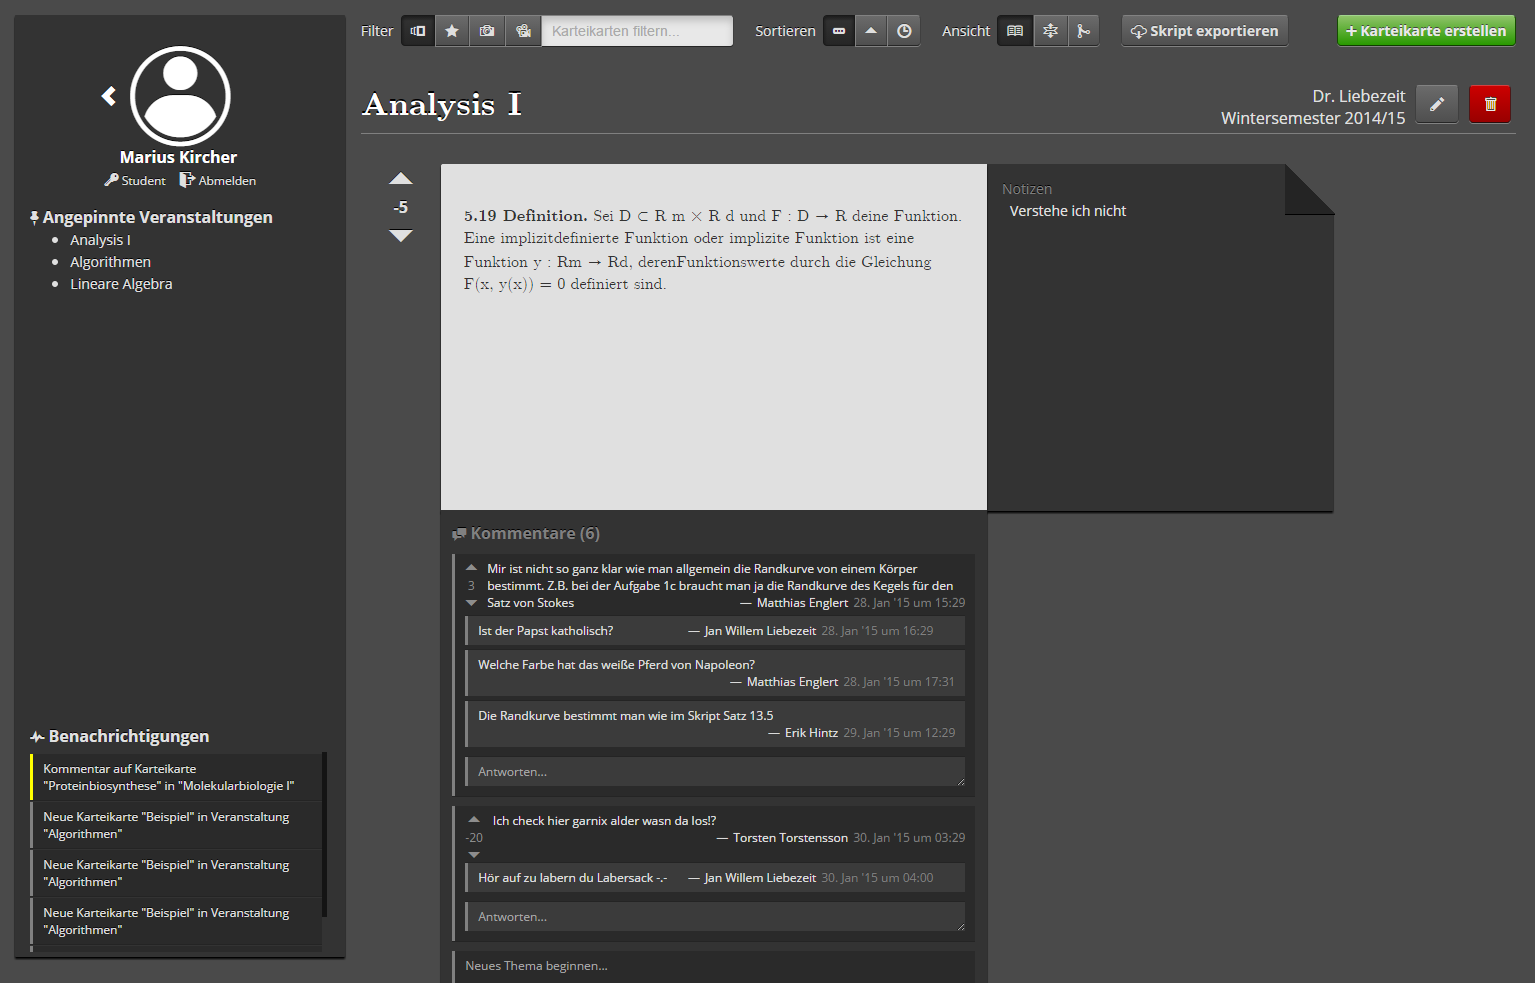 Filter
Karteikarten filtern...
Sortieren
Ansicht
Skript exportieren
Karteikarte erstellen
Marius Kircher
Student Abmelden
Angepinnte Veranstaltungen
Analysis I
Algorithmen
Lineare Algebra
Benachrichtigungen
Kommentar auf Karteikarte
"Proteinbiosynthese" in "Molekularbiologie I"
Neue Karteikarte "Beispiel" in Veranstaltung
"Algorithmen"
Neue Karteikarte "Beispiel" in Veranstaltung
"Algorithmen"
Neue Karteikarte "Beispiel" in Veranstaltung
"Algorithmen"
Analysis I
Dr. Liebezeit
Wintersemester 2014/15
-5
5.19 Definition. Sei D ⊂ R m × R d und F : D → R deine Funktion.
Eine implizitdefinierte Funktion oder implizite Funktion ist eine
Funktion y : Rm → Rd, derenFunktionswerte durch die Gleichung
F(x, y(x)) = 0 definiert sind.
Notizen
Verstehe ich nicht
Kommentare (6)
Mir ist nicht so ganz klar wie man allgemein die Randkurve von einem Körper
3 bestimmt. Z.B. bei der Aufgabe 1c braucht man ja die Randkurve des Kegels für den
Satz von Stokes — Matthias Englert 28. Jan '15 um 15:29
Ist der Papst katholisch? — Jan Willem Liebezeit 28. Jan '15 um 16:29
Welche Farbe hat das weiße Pferd von Napoleon?
— Matthias Englert 28. Jan '15 um 17:31
Die Randkurve bestimmt man wie im Skript Satz 13.5
— Erik Hintz 29. Jan '15 um 12:29
Antworten...
Ich check hier garnix alder wasn da los!?
-20 — Torsten Torstensson 30. Jan '15 um 03:29
Hör auf zu labern du Labersack -.- — Jan Willem Liebezeit 30. Jan '15 um 04:00
Antworten...
Neues Thema beginnen...